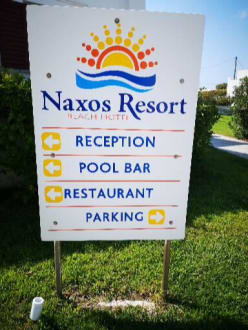 Naxos Resort
BEACH HOTEL
RECEPTION
POOL BAR
RESTAURANT
PARKING